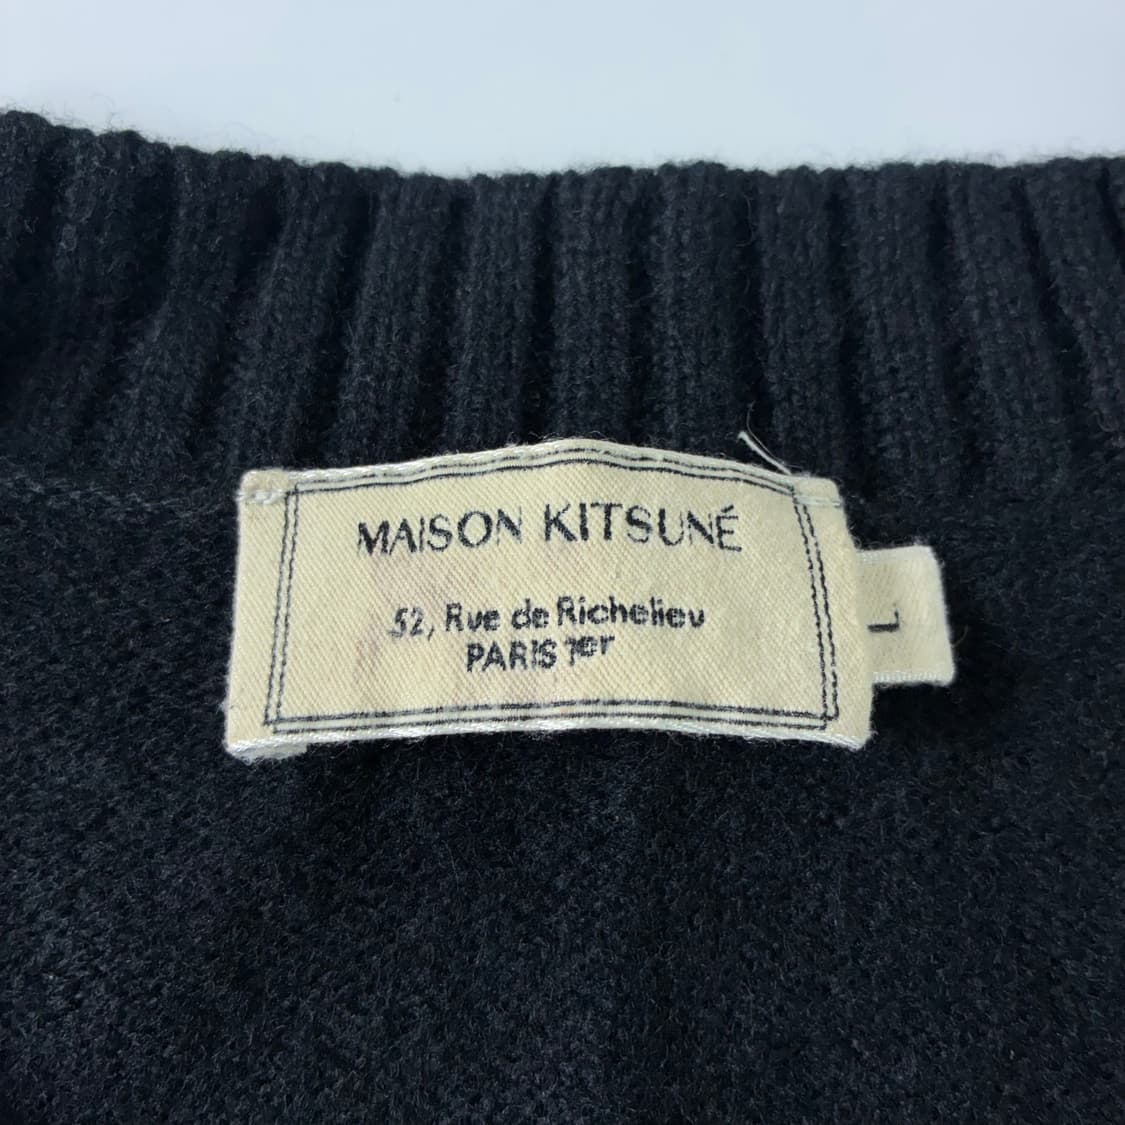 MAISON KITSUNÉ
52, Rue de Richelieu
PARIS 1er
L